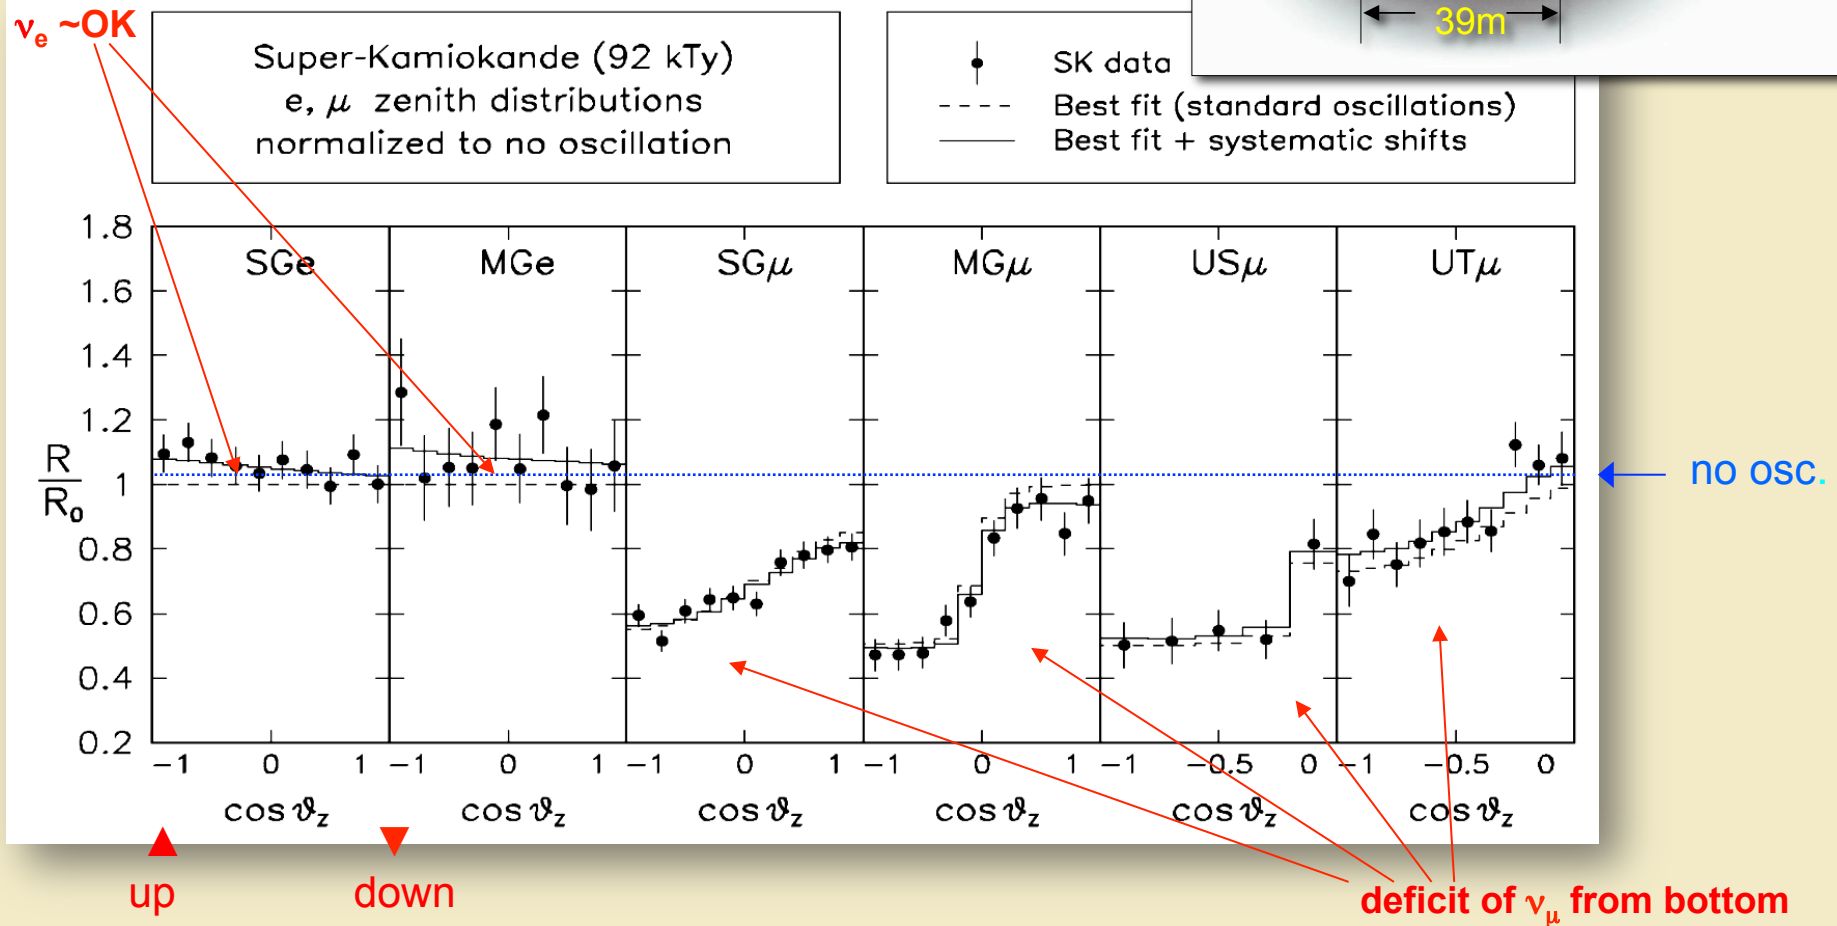 νe ~OK
39m
Super-Kamiokande (92 kTy)
e, μ zenith distributions
normalized to no oscillation
SK data
Best fit (standard oscillations)
Best fit + systematic shifts
SGe MGe SGμ MGμ USμ UTμ
1.8
1.6
1.4
1.2
1
0.8
0.6
0.4
0.2
R
R0
no osc.
−1 0 1 −1 0 1 −1 0 1 −1 0 1 −1 −0.5 0 −1 −0.5 0
cos ϑz cos ϑz cos ϑz cos ϑz cos ϑz cos ϑz
up down
deficit of νμ from bottom